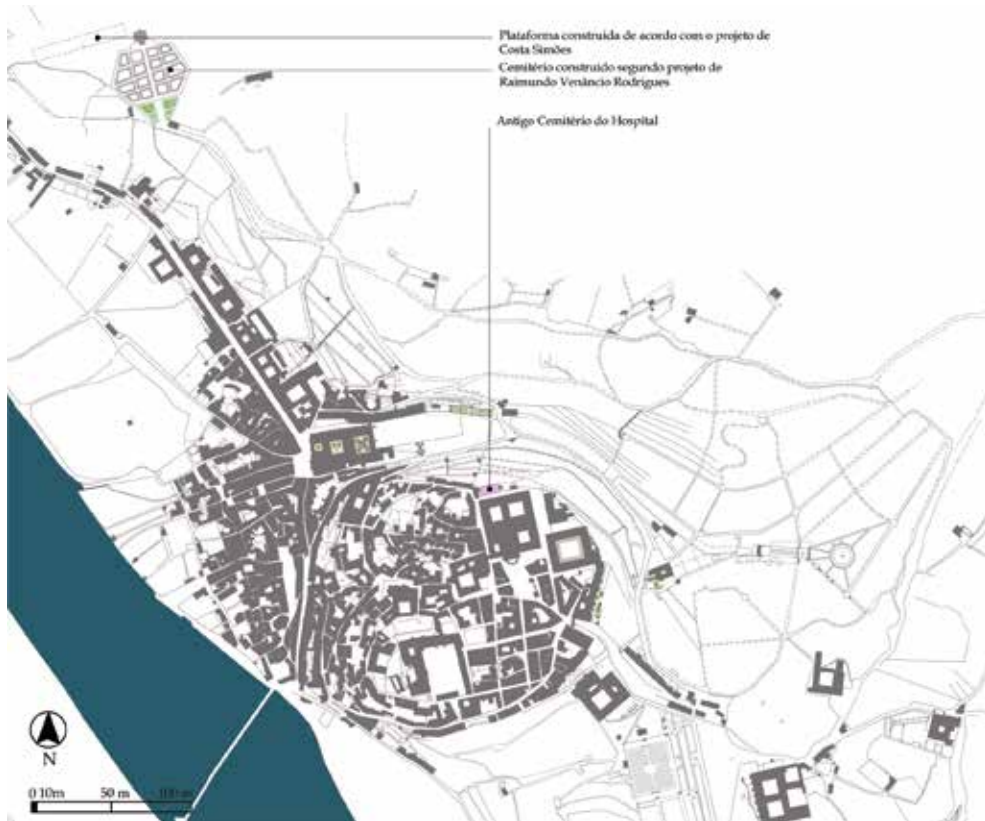 Plataforma construída de acordo com o projeto de
Costa Simões
Cemitério construído segundo projeto de
Raimundo Venâncio Rodrigues
Antigo Cemitério do Hospital
N
0 10m 50 m 100 m